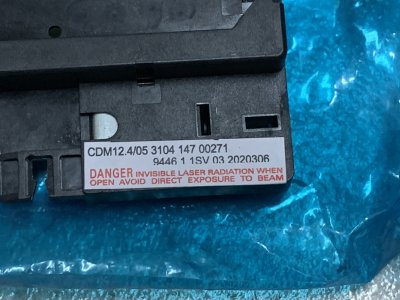 CDM12.4/05 3104 147 00271
9446 1 1SV 03 2020306
DANGER INVISIBLE LASER RADIATION WHEN
OPEN AVOID DIRECT EXPOSURE TO BEAM